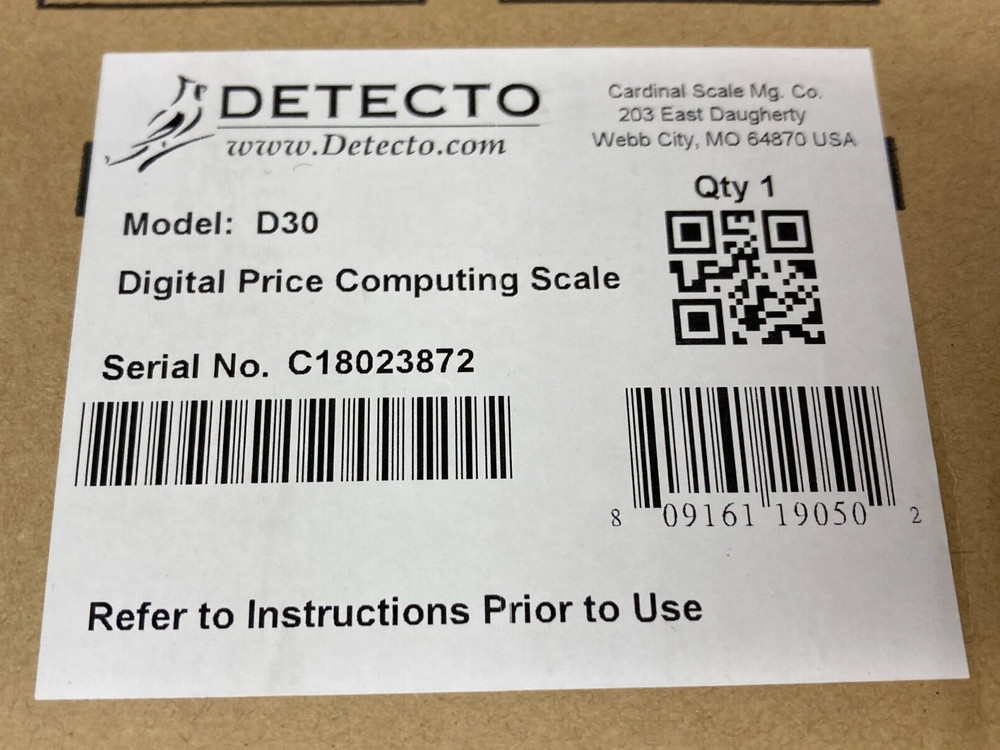 DETECTO
www.Detecto.com
Cardinal Scale Mg. Co.
203 East Daugherty
Webb City, MO 64870 USA
Qty 1
Model: D30
Digital Price Computing Scale
Serial No. C18023872
8 09161 19050 2
Refer to Instructions Prior to Use